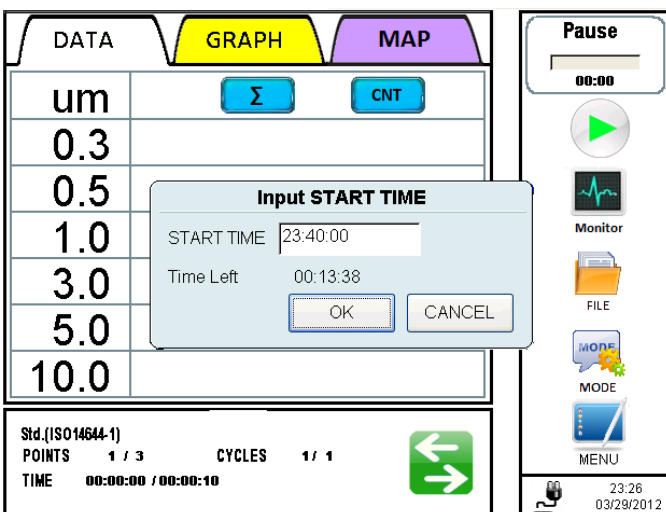 DATA GRAPH MAP
um Σ CNT
0.3
0.5
1.0
3.0
5.0
10.0
Input START TIME
START TIME 23:40:00
Time Left 00:13:38
OK CANCEL
Std.(ISO14644-1)
POINTS 1 / 3 CYCLES 1/ 1
TIME 00:00:00 / 00:00:10
Pause
00:00
Monitor
FILE
MODE
MODE
MENU
23:26
03/29/2012